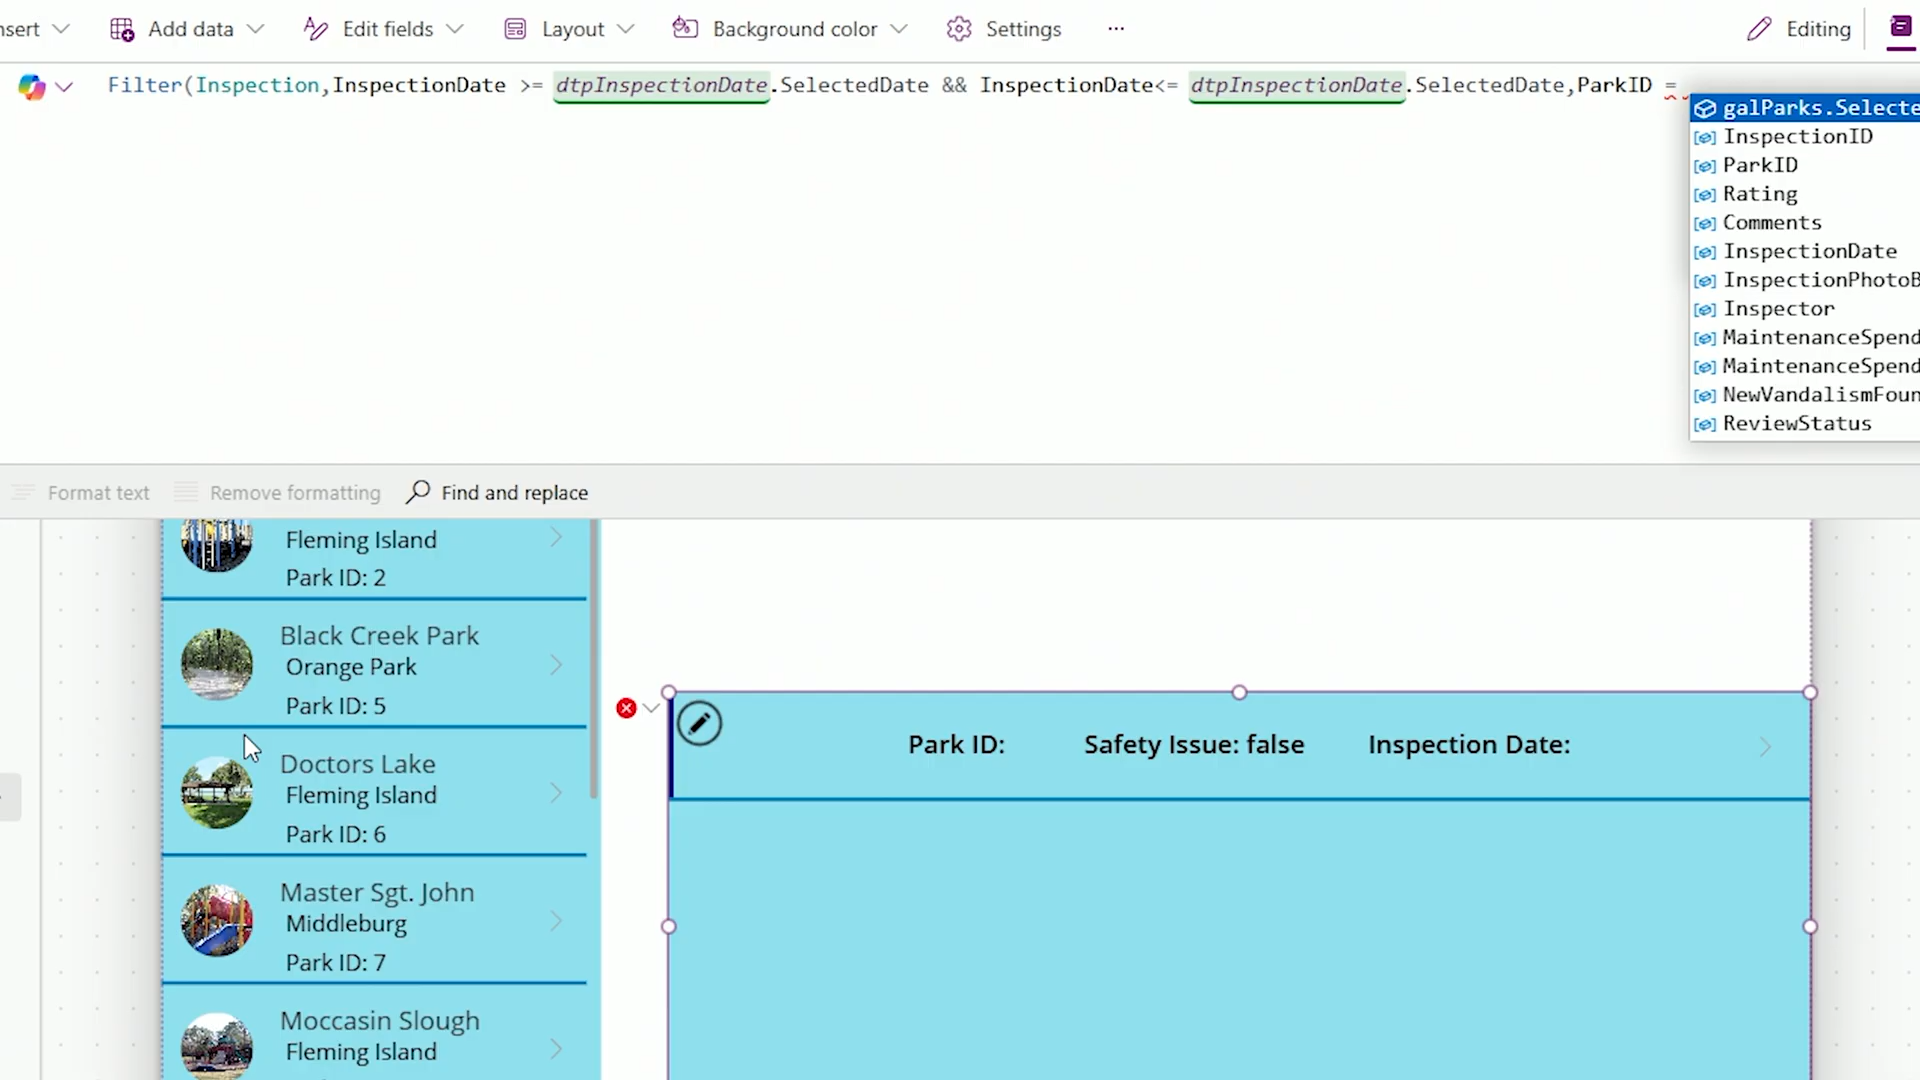 nsert Add data Edit fields Layout Background color Settings ... Editing
Filter(Inspection,InspectionDate >= dtpInspectionDate.SelectedDate && InspectionDate<= dtpInspectionDate.SelectedDate,ParkID =
galParks.Selecte
InspectionID
ParkID
Rating
Comments
InspectionDate
InspectionPhotoB
Inspector
MaintenanceSpend
MaintenanceSpend
NewVandalismFoun
ReviewStatus
Format text Remove formatting Find and replace
Fleming Island
Park ID: 2
Black Creek Park
Orange Park
Park ID: 5
Doctors Lake
Fleming Island
Park ID: 6
Master Sgt. John
Middleburg
Park ID: 7
Moccasin Slough
Fleming Island
Park ID: Safety Issue: false Inspection Date: